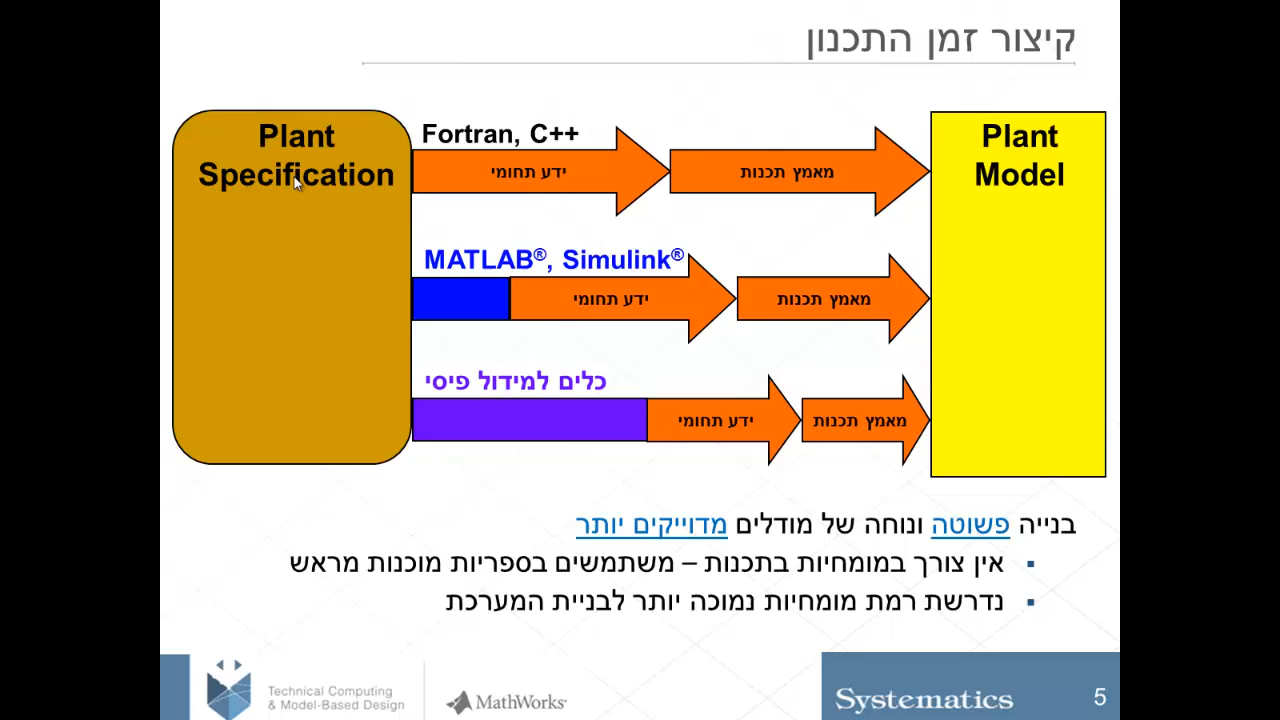 קיצור זמן התכנון
Plant
Specification
Fortran, C++
ידע תחומי
מאמץ תכנות
Plant
Model
MATLAB®, Simulink®
ידע תחומי
מאמץ תכנות
כלים למידול פיסי
ידע תחומי
מאמץ תכנות
בנייה פשוטה ונוחה של מודלים מדוייקים יותר
▪ אין צורך במומחיות בתכנות – משתמשים בספריות מוכנות מראש
▪ נדרשת רמת מומחיות נמוכה יותר לבניית המערכת
Technical Computing
& Model-Based Design
MathWorks
Systematics
5